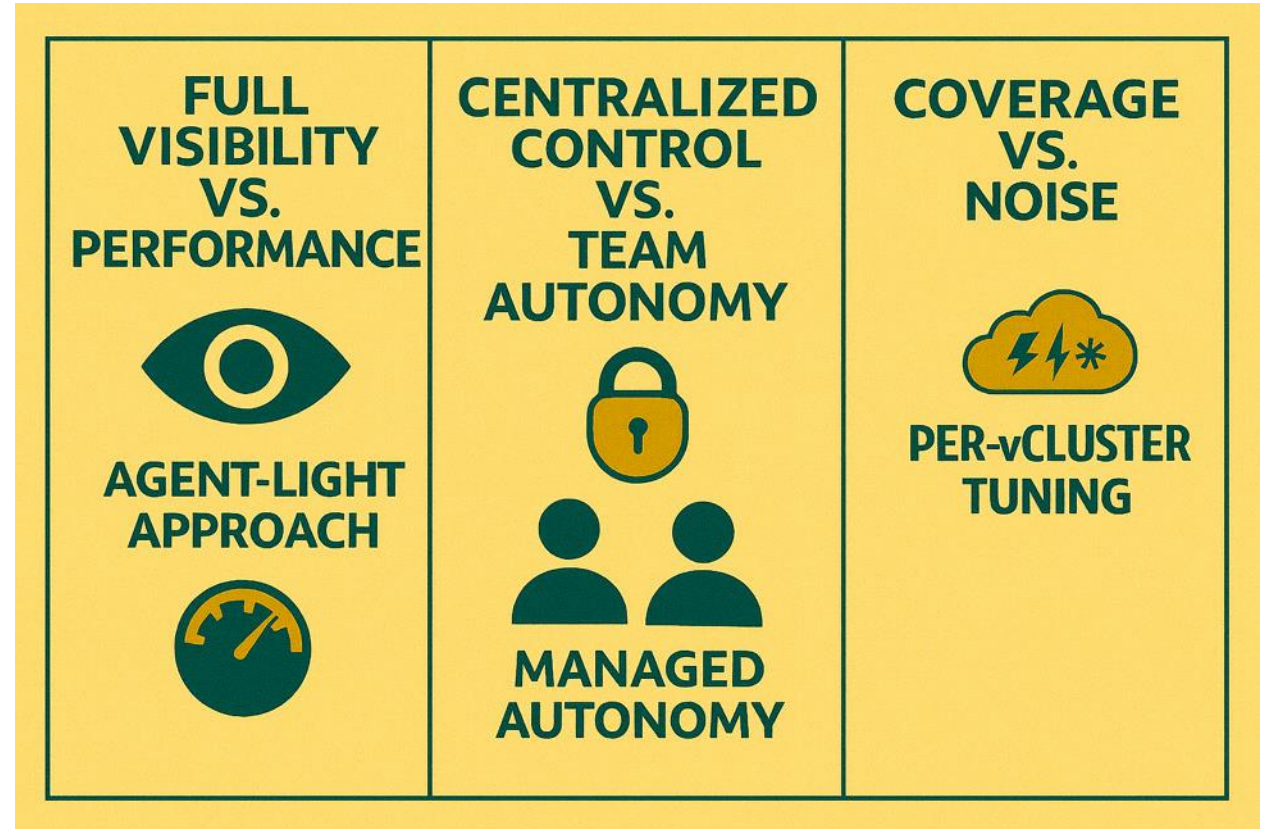 FULL
VISIBILITY
VS.
PERFORMANCE
AGENT-LIGHT
APPROACH
CENTRALIZED
CONTROL
VS.
TEAM
AUTONOMY
MANAGED
AUTONOMY
COVERAGE
VS.
NOISE
PER-vCLUSTER
TUNING